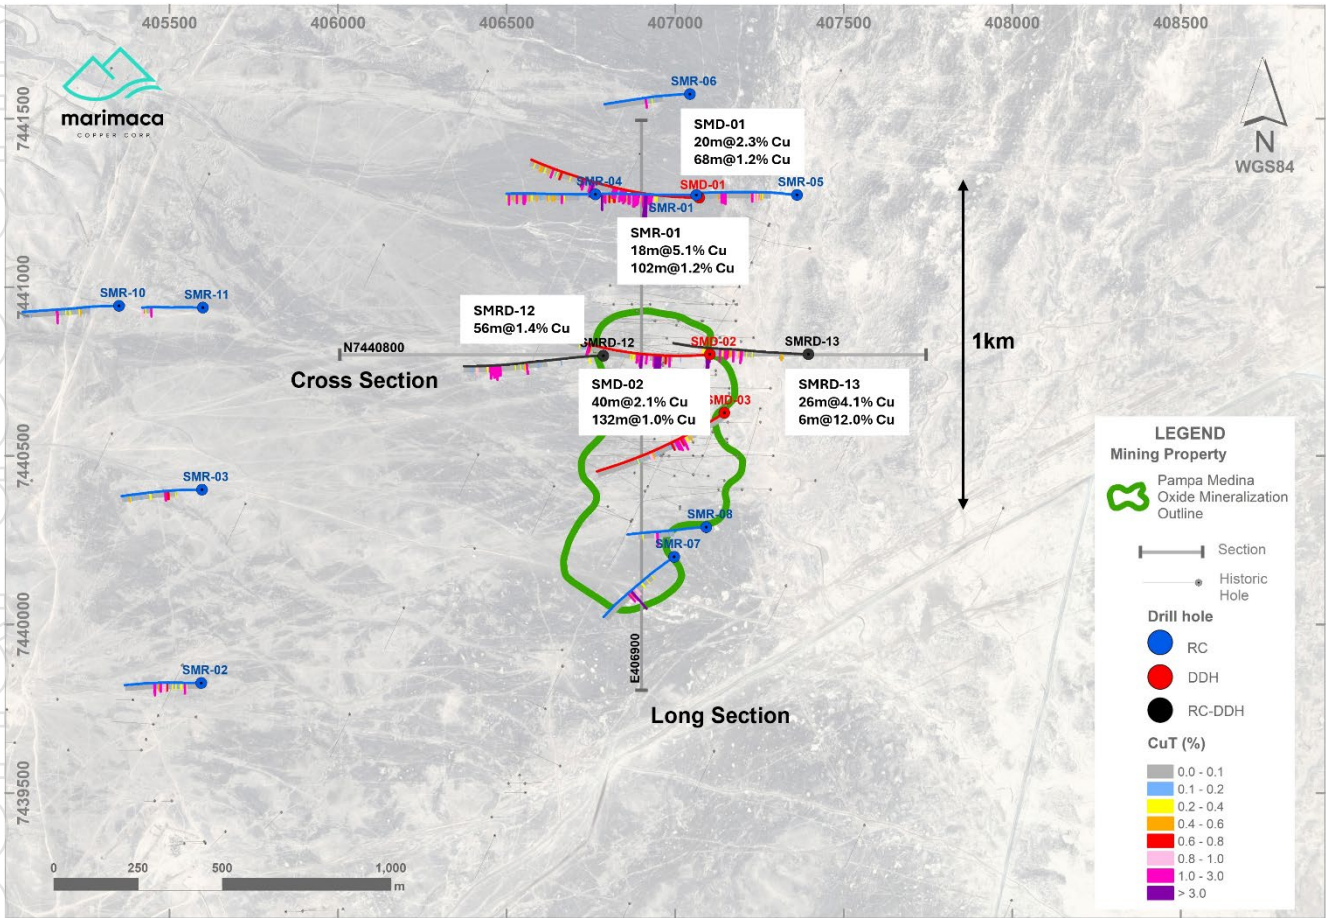 405500
406000
406500
407000
407500
408000
408500
marimaca
COPPER CORP
SMR-06
7441500
SMD-01
20m@2.3% Cu
68m@1.2% Cu
N
WGS84
SMR-04
SMD-01
SMR-05
SMR-01
SMR-01
18m@5.1% Cu
102m@1.2% Cu
7441000
SMR-10
SMR-11
SMRD-12
56m@1.4% Cu
N7440800
SMRD-12
SMD-02
SMRD-13
1km
Cross Section
SMD-02
40m@2.1% Cu
132m@1.0% Cu
SMD-03
SMRD-13
26m@4.1% Cu
6m@12.0% Cu
7440500
SMR-03
SMR-08
SMR-07
7440000
E406900
SMR-02
Long Section
7439500
0
250
500
1,000
m
LEGEND
Mining Property
Pampa Medina
Oxide Mineralization
Outline
Section
Historic
Hole
Drill hole
RC
DDH
RC-DDH
CuT (%)
0.0 - 0.1
0.1 - 0.2
0.2 - 0.4
0.4 - 0.6
0.6 - 0.8
0.8 - 1.0
1.0 - 3.0
> 3.0